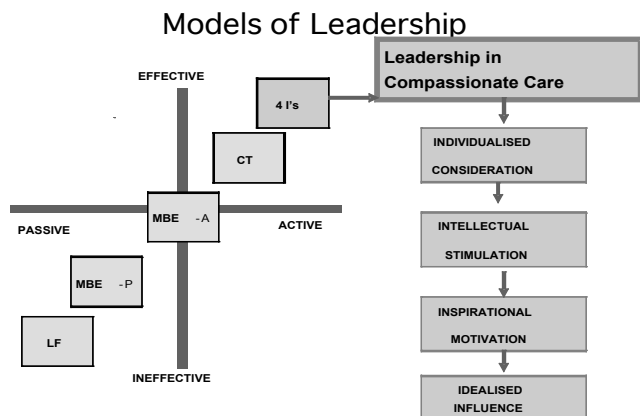 Models of Leadership
Leadership in
Compassionate Care
EFFECTIVE
4 I's
CT
MBE -A
PASSIVE
ACTIVE
MBE -P
LF
INEFFECTIVE
INDIVIDUALISED
CONSIDERATION
INTELLECTUAL
STIMULATION
INSPIRATIONAL
MOTIVATION
IDEALISED
INFLUENCE